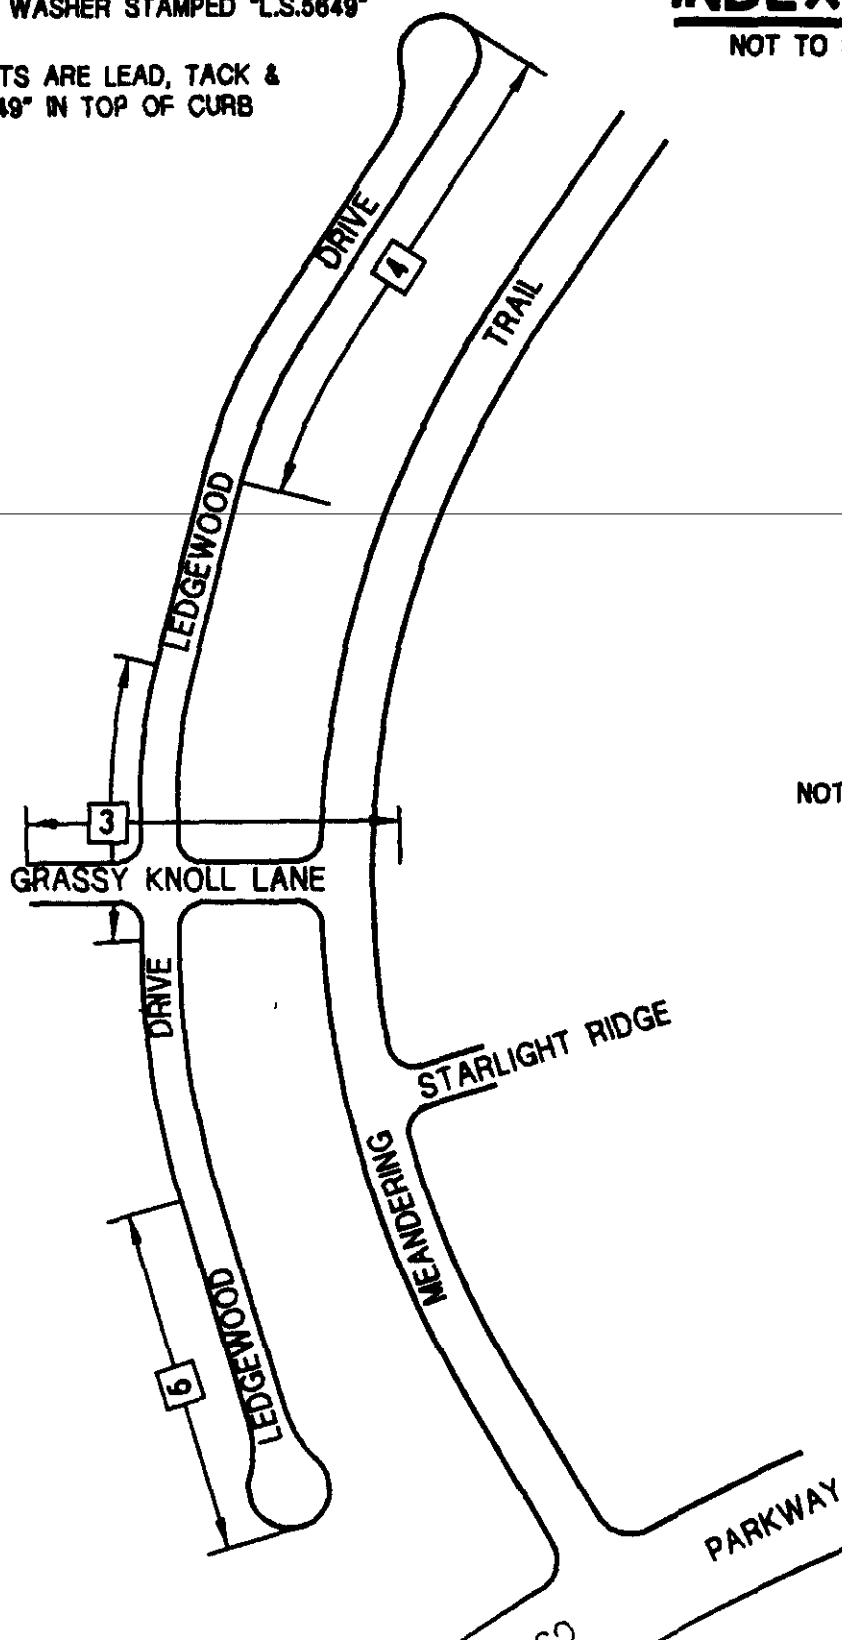 WASHER STAMPED "L.S.5649"
INDEX
NOT TO
TS ARE LEAD, TACK &
49" IN TOP OF CURB
DRIVE
4
TRAIL
LEDGEWOOD
NOT
3
GRASSY KNOLL LANE
DRIVE
STARLIGHT RIDGE
MEANDERING
LEDGEWOOD
6
PARKWAY